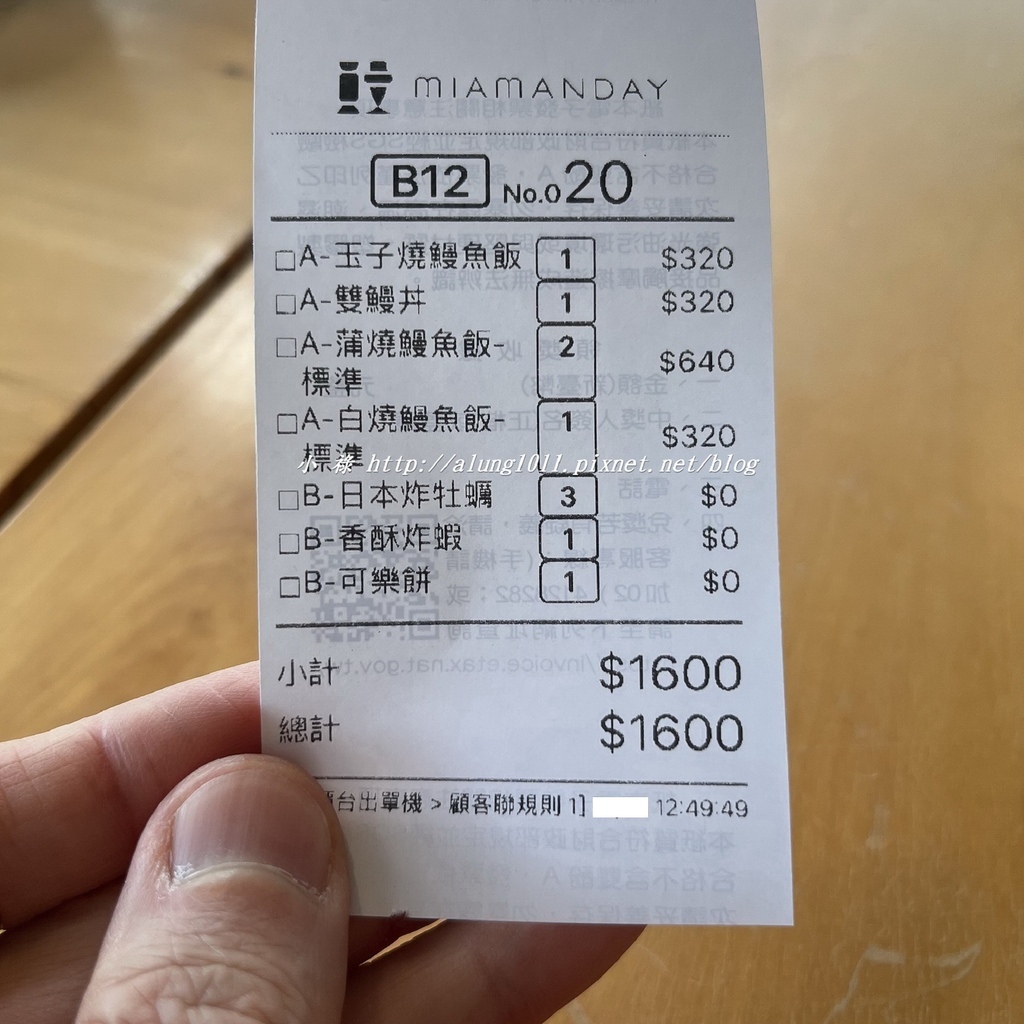 MIAMANDAY
B12 No.020
□A-玉子燒鰻魚飯 1 $320
□A-雙鰻丼 1 $320
□A-蒲燒鰻魚飯-標準 2 $640
□A-白燒鰻魚飯-標準 1 $320
小祿 http://alung1011.pixnet.net/blog
□B-日本炸牡蠣 3 $0
□B-香酥炸蝦 1 $0
□B-可樂餅 1 $0
小計 $1600
總計 $1600
台出單機 > 顧客聯規則 1] 12:49:49